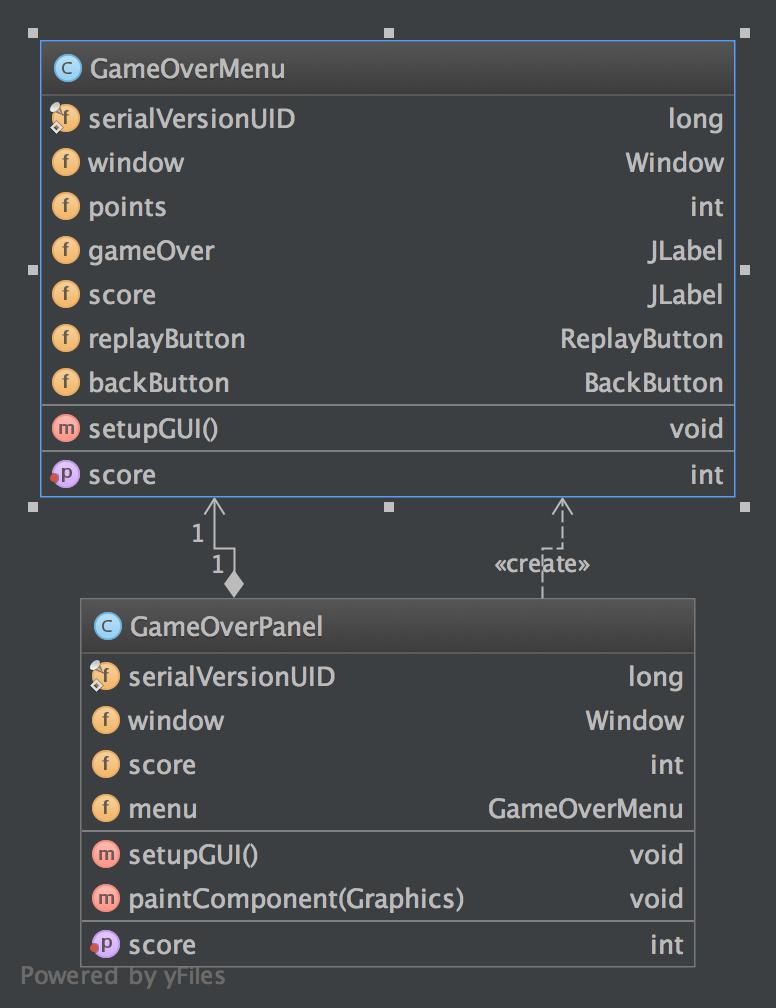 C GameOverMenu
f serialVersionUID long
f window Window
f points int
f gameOver JLabel
f score JLabel
f replayButton ReplayButton
f backButton BackButton
m setupGUI() void
p score int
1
1
«create»
C GameOverPanel
f serialVersionUID long
f window Window
f score int
f menu GameOverMenu
m setupGUI() void
m paintComponent(Graphics) void
p score int
Powered by yFiles